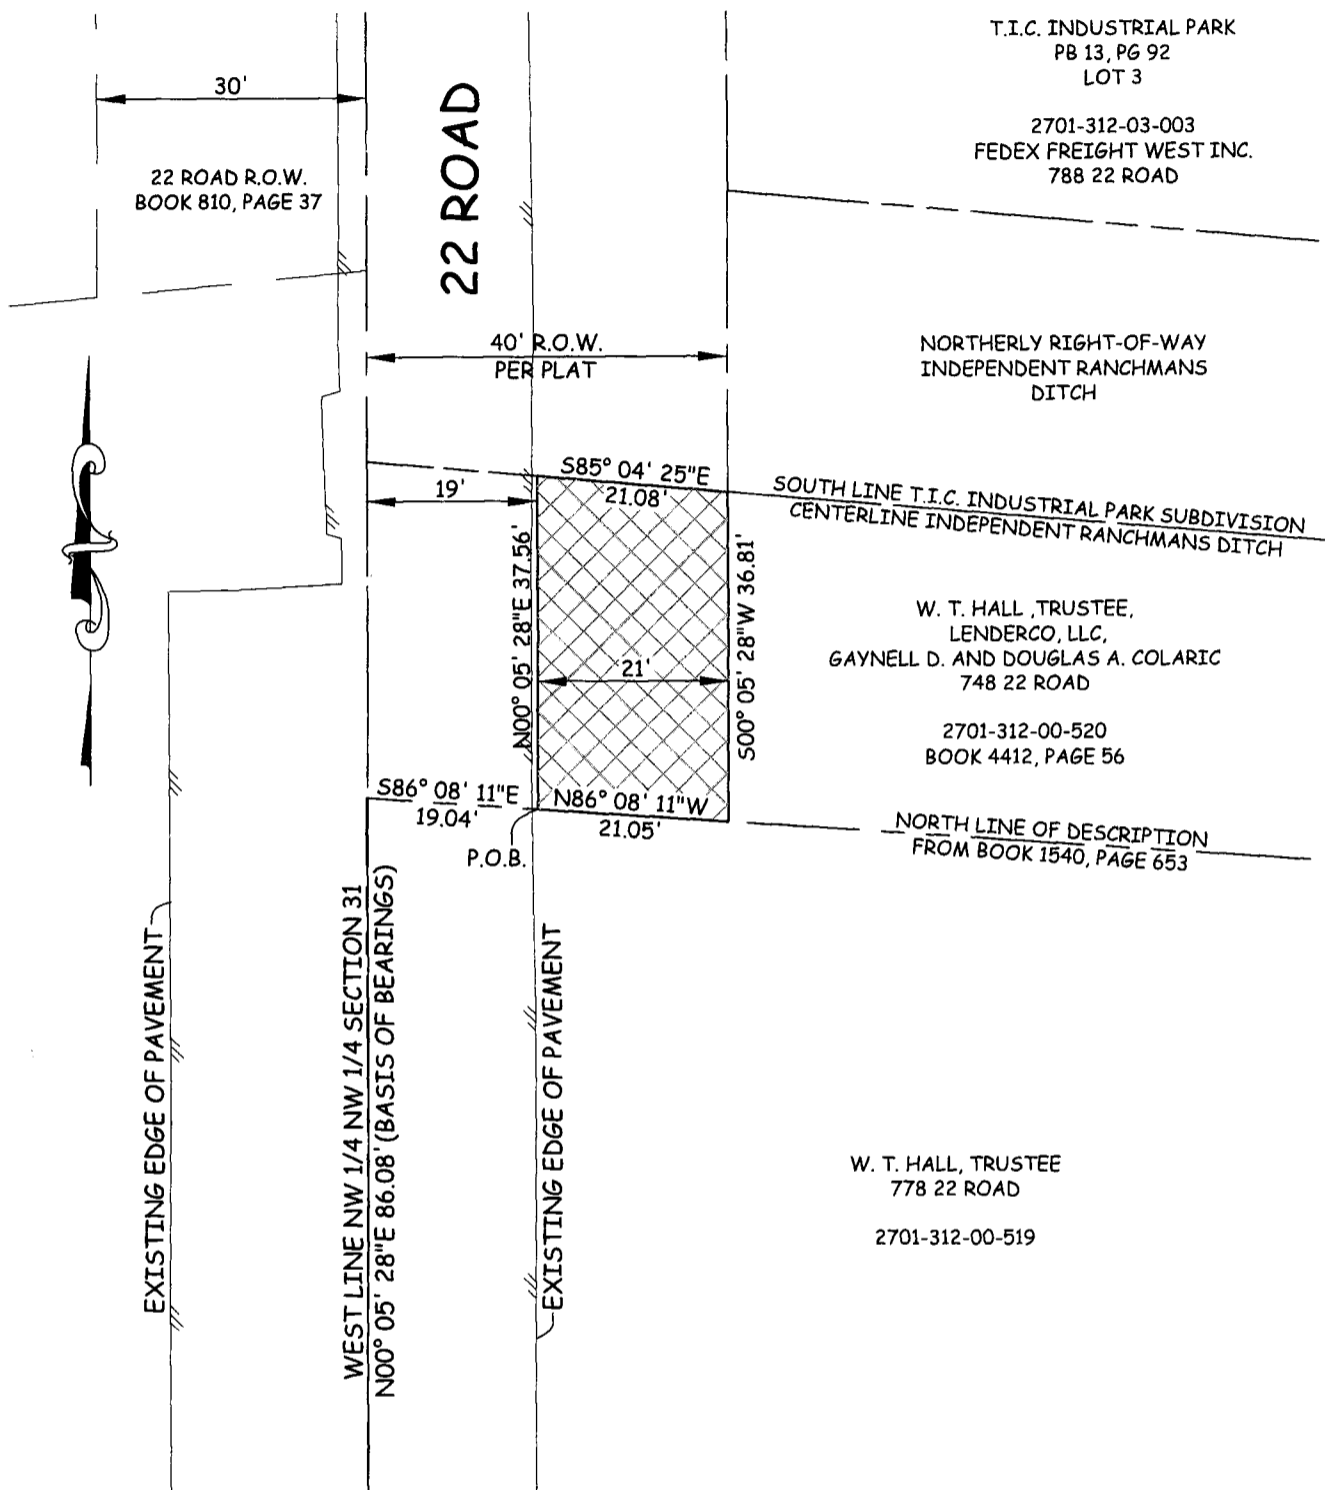 T.I.C. INDUSTRIAL PARK
PB 13, PG 92
LOT 3
2701-312-03-003
FEDEX FREIGHT WEST INC.
788 22 ROAD
30'
22 ROAD R.O.W.
BOOK 810, PAGE 37
22 ROAD
40' R.O.W.
PER PLAT
NORTHERLY RIGHT-OF-WAY
INDEPENDENT RANCHMANS
DITCH
S85° 04' 25"E
21.08'
19'
SOUTH LINE T.I.C. INDUSTRIAL PARK SUBDIVISION
CENTERLINE INDEPENDENT RANCHMANS DITCH
N00° 05' 28"E 37.56'
S00° 05' 28"W 36.81'
21'
W. T. HALL ,TRUSTEE,
LENDERCO, LLC,
GAYNELL D. AND DOUGLAS A. COLARIC
748 22 ROAD
2701-312-00-520
BOOK 4412, PAGE 56
S86° 08' 11"E
19.04'
N86° 08' 11"W
21.05'
P.O.B.
NORTH LINE OF DESCRIPTION
FROM BOOK 1540, PAGE 653
EXISTING EDGE OF PAVEMENT
WEST LINE NW 1/4 NW 1/4 SECTION 31
N00° 05' 28"E 86.08' (BASIS OF BEARINGS)
EXISTING EDGE OF PAVEMENT
W. T. HALL, TRUSTEE
778 22 ROAD
2701-312-00-519